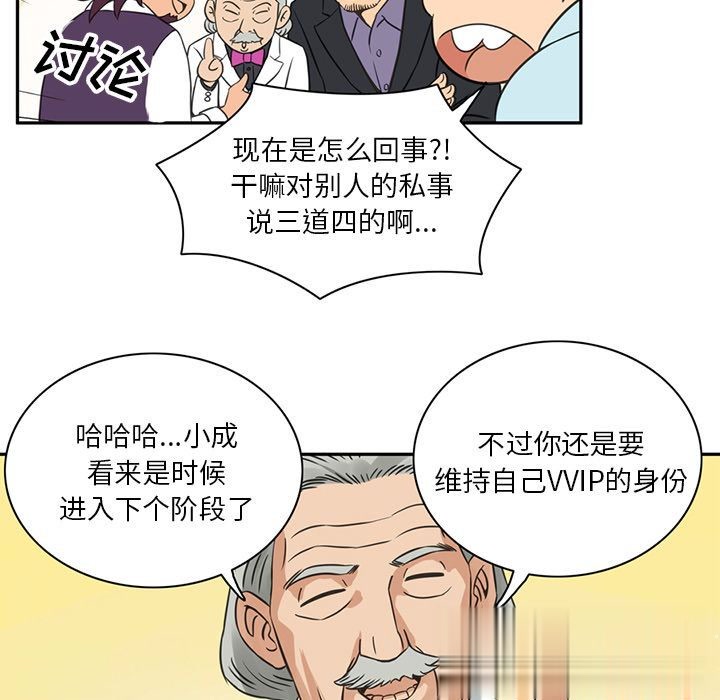 讨论
现在是怎么回事?!
干嘛对别人的私事
说三道四的啊...
哈哈哈...小成
看来是时候
进入下个阶段了
不过你还是要
维持自己VVIP的身份